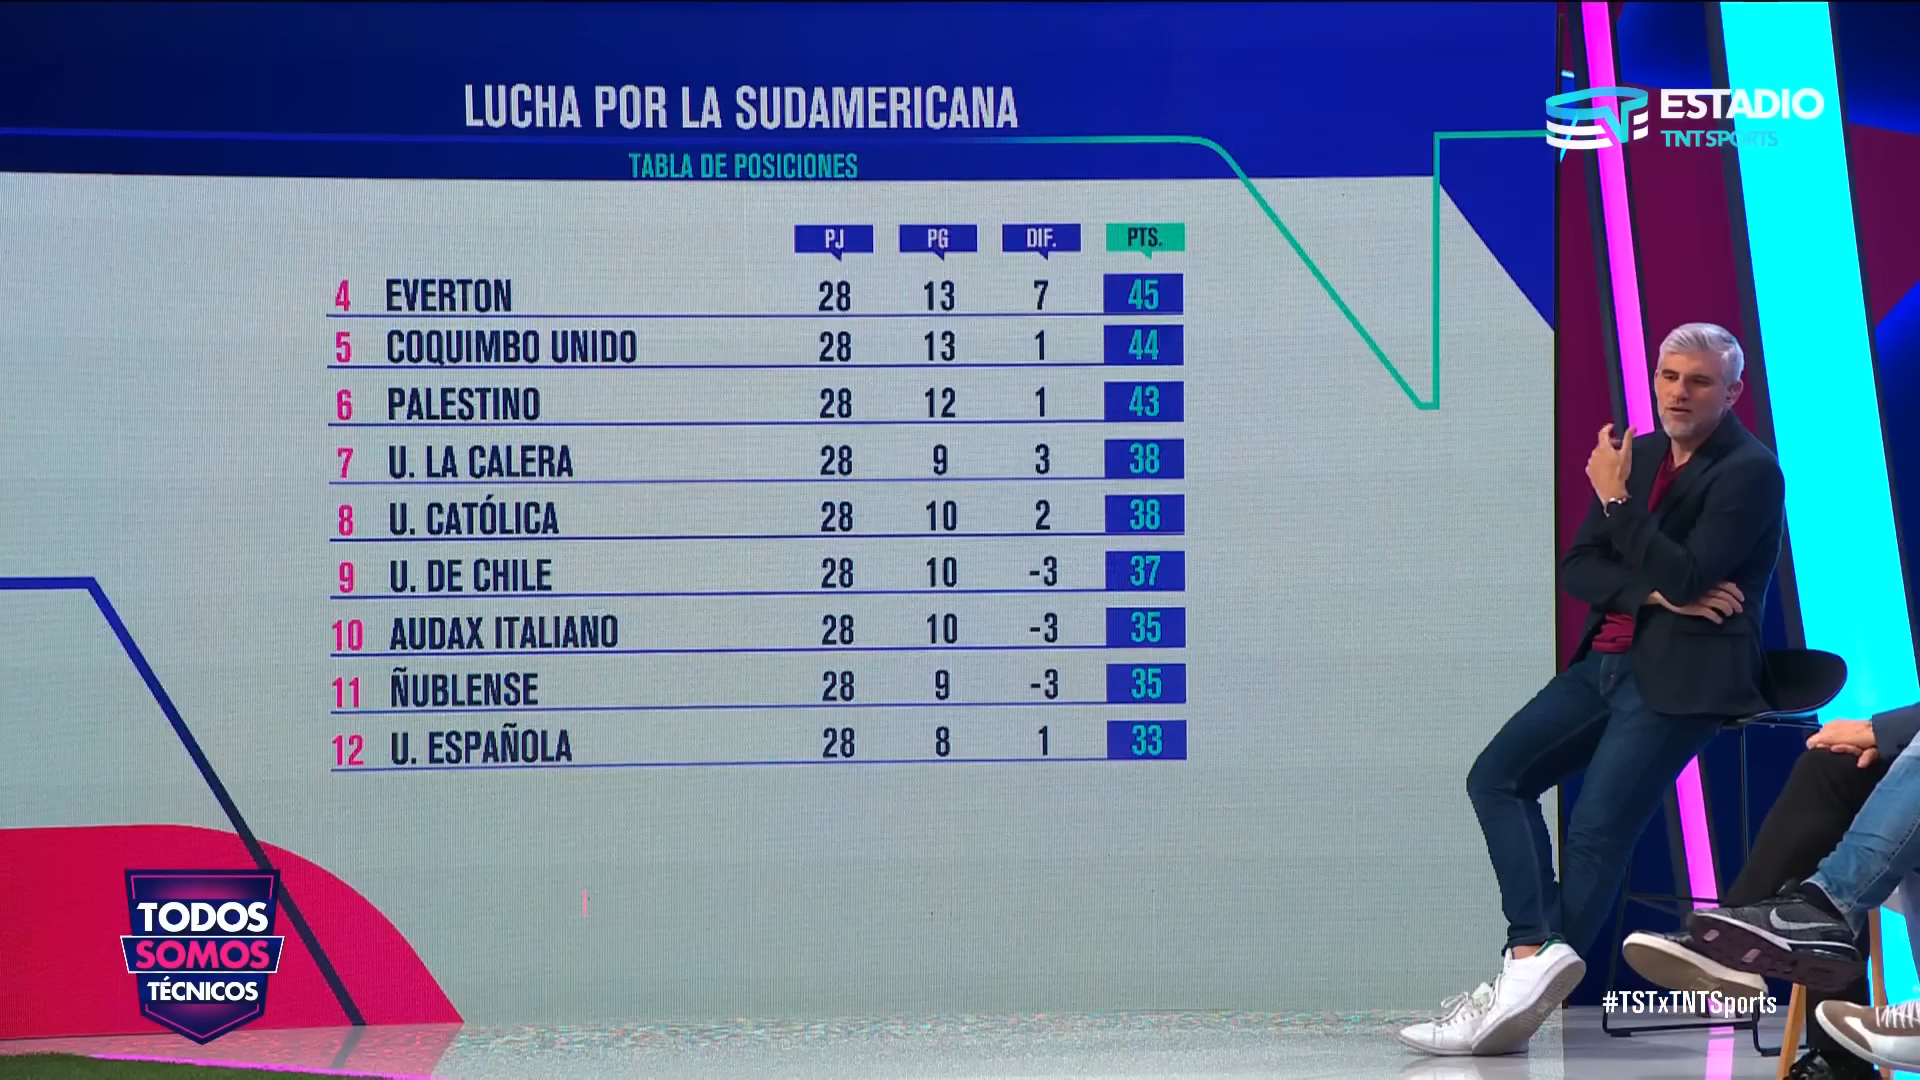 LUCHA POR LA SUDAMERICANA
TABLA DE POSICIONES
ESTADIO
TNT SPORTS
PJ PG DIF. PTS.
4 EVERTON 28 13 7 45
5 COQUIMBO UNIDO 28 13 1 44
6 PALESTINO 28 12 1 43
7 U. LA CALERA 28 9 3 38
8 U. CATÓLICA 28 10 2 38
9 U. DE CHILE 28 10 -3 37
10 AUDAX ITALIANO 28 10 -3 35
11 ÑUBLENSE 28 9 -3 35
12 U. ESPAÑOLA 28 8 1 33
TODOS
SOMOS
TÉCNICOS
#TSTxTNTSports